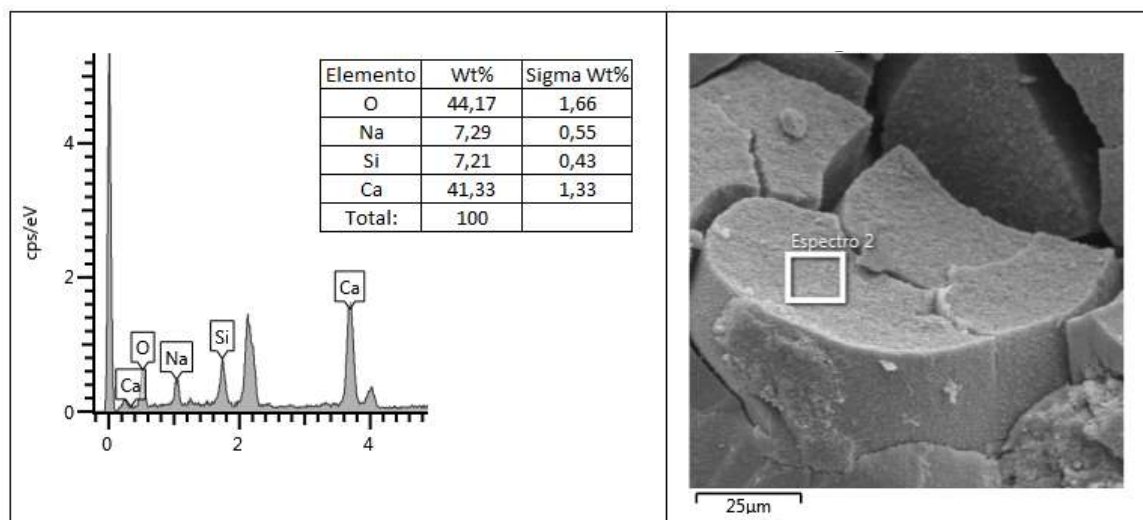 Elemento Wt% Sigma Wt%
O 44,17 1,66
Na 7,29 0,55
Si 7,21 0,43
Ca 41,33 1,33
Total: 100
cps/eV
4
2
0
Ca
O
Na
Si
Ca
0 2 4
Espectro 2
25µm